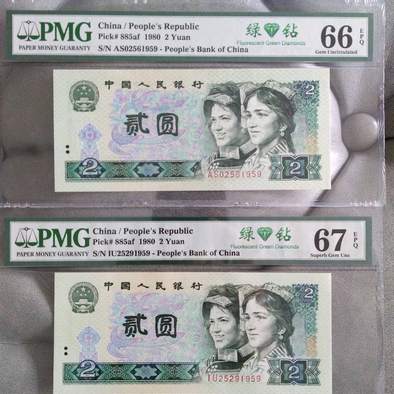 PMG
PAPER MONEY GUARANTY
China / People's Republic
Pick# 885af 1980 2 Yuan
S/N AS02561959 - People's Bank of China
绿 钻
Fluorescent Green Diamonds
66 EPQ
Gem Uncirculated
中国人民银行
贰圆
2
2
2
AS02561959
PMG
PAPER MONEY GUARANTY
China / People's Republic
Pick# 885af 1980 2 Yuan
S/N IU25291959 - People's Bank of China
绿 钻
Fluorescent Green Diamonds
67 EPQ
Superb Gem Unc
中国人民银行
贰圆
2
2
2
IU25291959